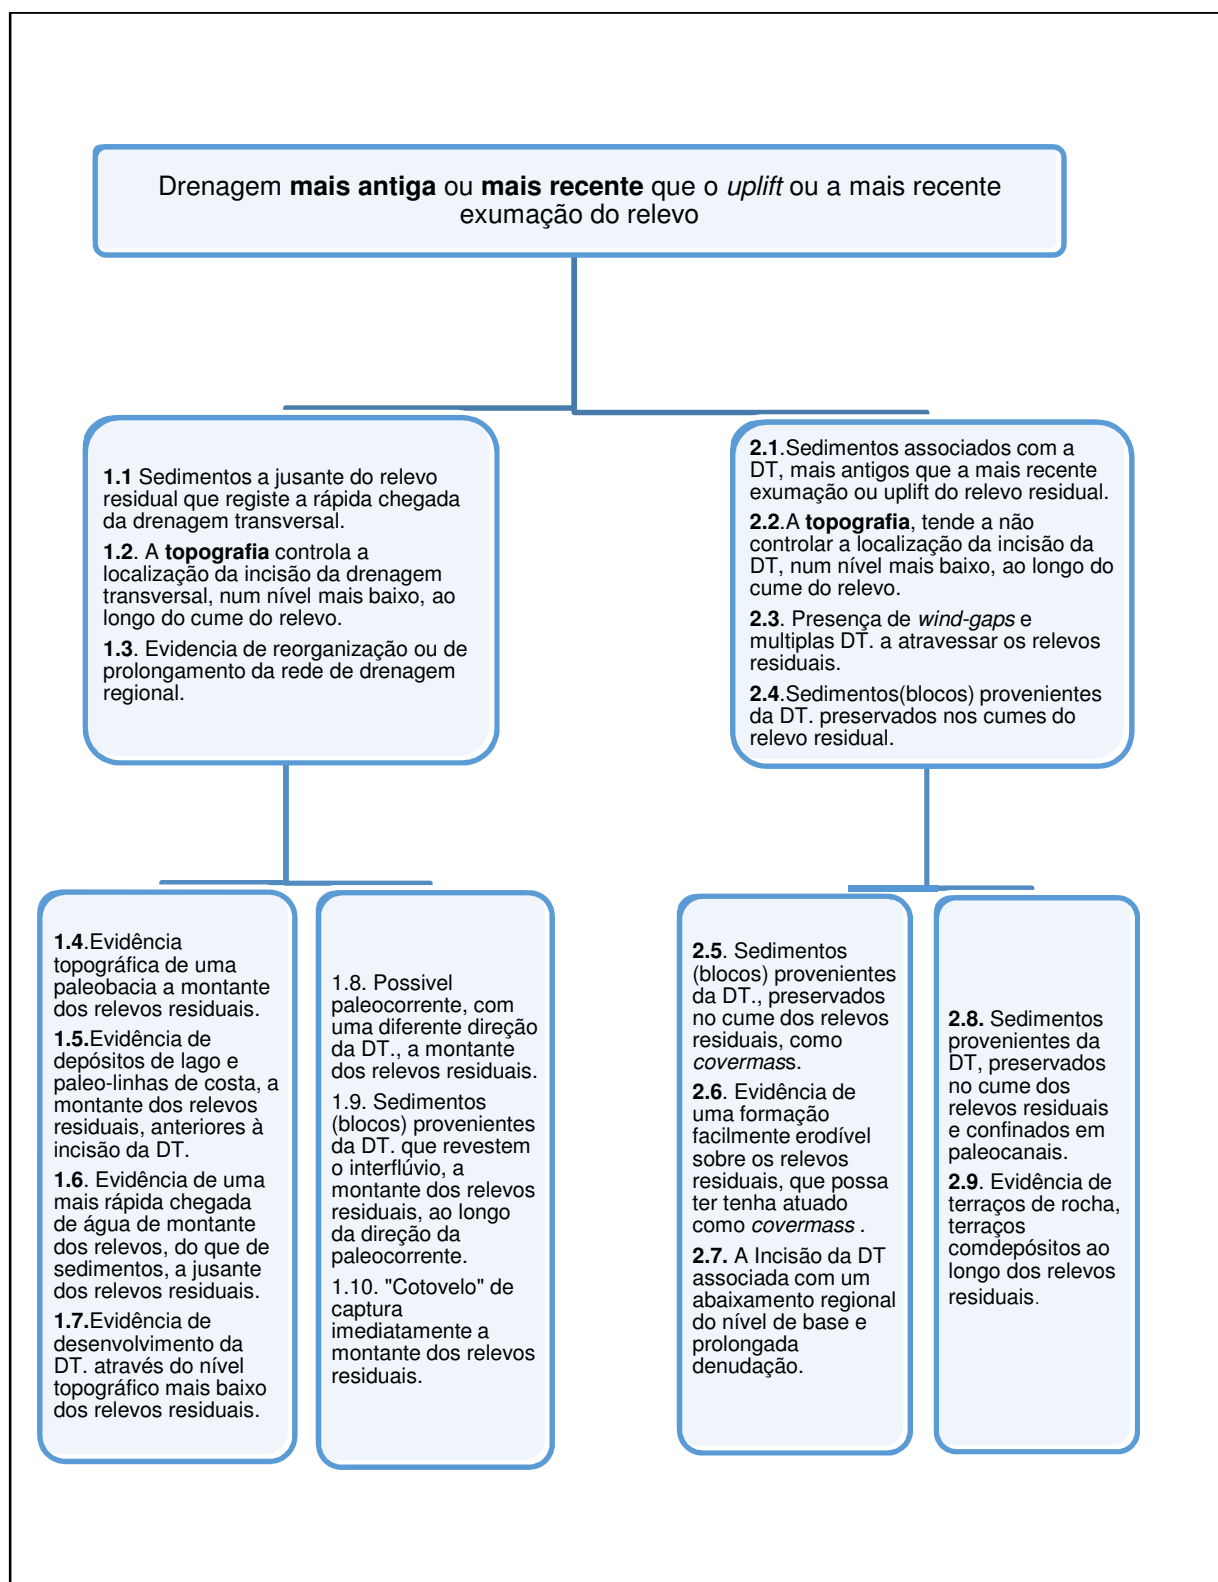 Drenagem mais antiga ou mais recente que o uplift ou a mais recente
exumação do relevo
1.1 Sedimentos a jusante do relevo
residual que registe a rápida chegada
da drenagem transversal.
1.2. A topografia controla a
localização da incisão da drenagem
transversal, num nível mais baixo, ao
longo do cume do relevo.
1.3. Evidencia de reorganização ou de
prolongamento da rede de drenagem
regional.
2.1.Sedimentos associados com a
DT, mais antigos que a mais recente
exumação ou uplift do relevo residual.
2.2.A topografia, tende a não
controlar a localização da incisão da
DT, num nível mais baixo, ao longo do
cume do relevo.
2.3. Presença de wind-gaps e
multiplas DT. a atravessar os relevos
residuais.
2.4.Sedimentos(blocos) provenientes
da DT. preservados nos cumes do
relevo residual.
1.4.Evidência
topográfica de uma
paleobacia a montante
dos relevos residuais.
1.5.Evidência de
depósitos de lago e
paleo-linhas de costa, a
montante dos relevos
residuais, anteriores à
incisão da DT.
1.6. Evidência de uma
mais rápida chegada
de água de montante
dos relevos, do que de
sedimentos, a jusante
dos relevos residuais.
1.7.Evidência de
desenvolvimento da
DT. através do nível
topográfico mais baixo
dos relevos residuais.
1.8. Possivel
paleocorrente, com
uma diferente direção
da DT., a montante
dos relevos residuais.
1.9. Sedimentos
(blocos) provenientes
da DT. que revestem
o interflúvio, a
montante dos relevos
residuais, ao longo
da direção da
paleocorrente.
1.10. "Cotovelo" de
captura
imediatamente a
montante dos relevos
residuais.
2.5. Sedimentos
(blocos) provenientes
da DT., preservados
no cume dos relevos
residuais, como
covermass.
2.6. Evidência de
uma formação
facilmente erodível
sobre os relevos
residuais, que possa
ter tenha atuado
como covermass .
2.7. A Incisão da DT
associada com um
abaixamento regional
do nível de base e
prolongada
denudação.
2.8. Sedimentos
provenientes da
DT, preservados
no cume dos
relevos residuais
e confinados em
paleocanais.
2.9. Evidência de
terraços de rocha,
terraços
comdepósitos ao
longo dos relevos
residuais.